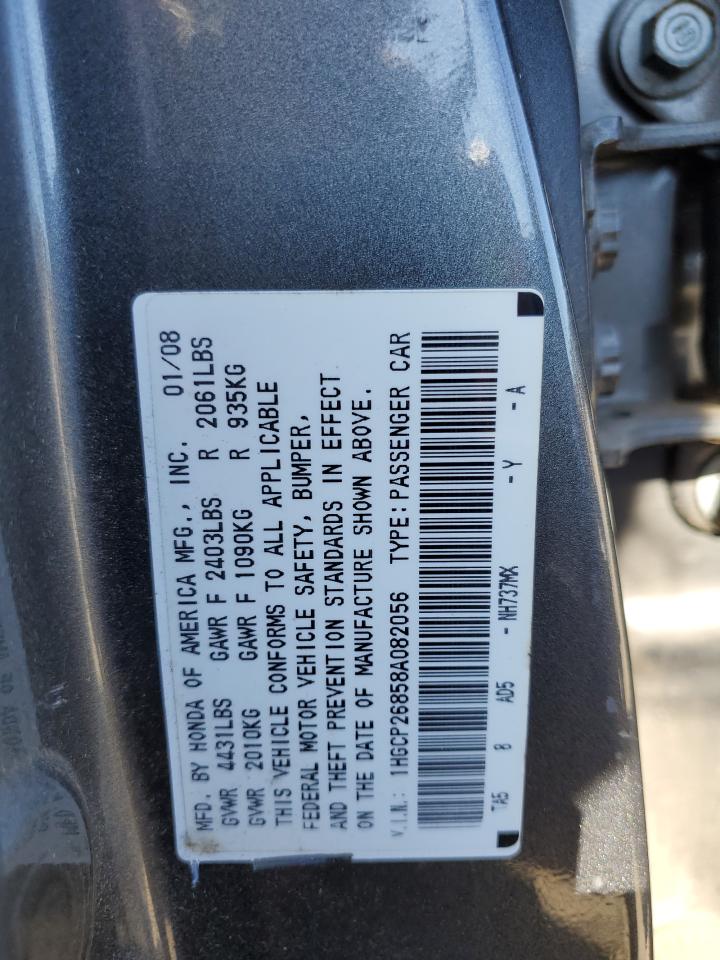 MFD. BY HONDA OF AMERICA MFG., INC. 01/08
GVWR 4431LBS GAWR F 2403LBS R 2061LBS
GVWR 2010KG GAWR F 1090KG R 935KG
THIS VEHICLE CONFORMS TO ALL APPLICABLE
FEDERAL MOTOR VEHICLE SAFETY, BUMPER,
AND THEFT PREVENTION STANDARDS IN EFFECT
ON THE DATE OF MANUFACTURE SHOWN ABOVE.
V.I.N.: 1HGCP26858A082056 TYPE:PASSENGER CAR
TA5 8 AD5 - NH737MX - Y - A